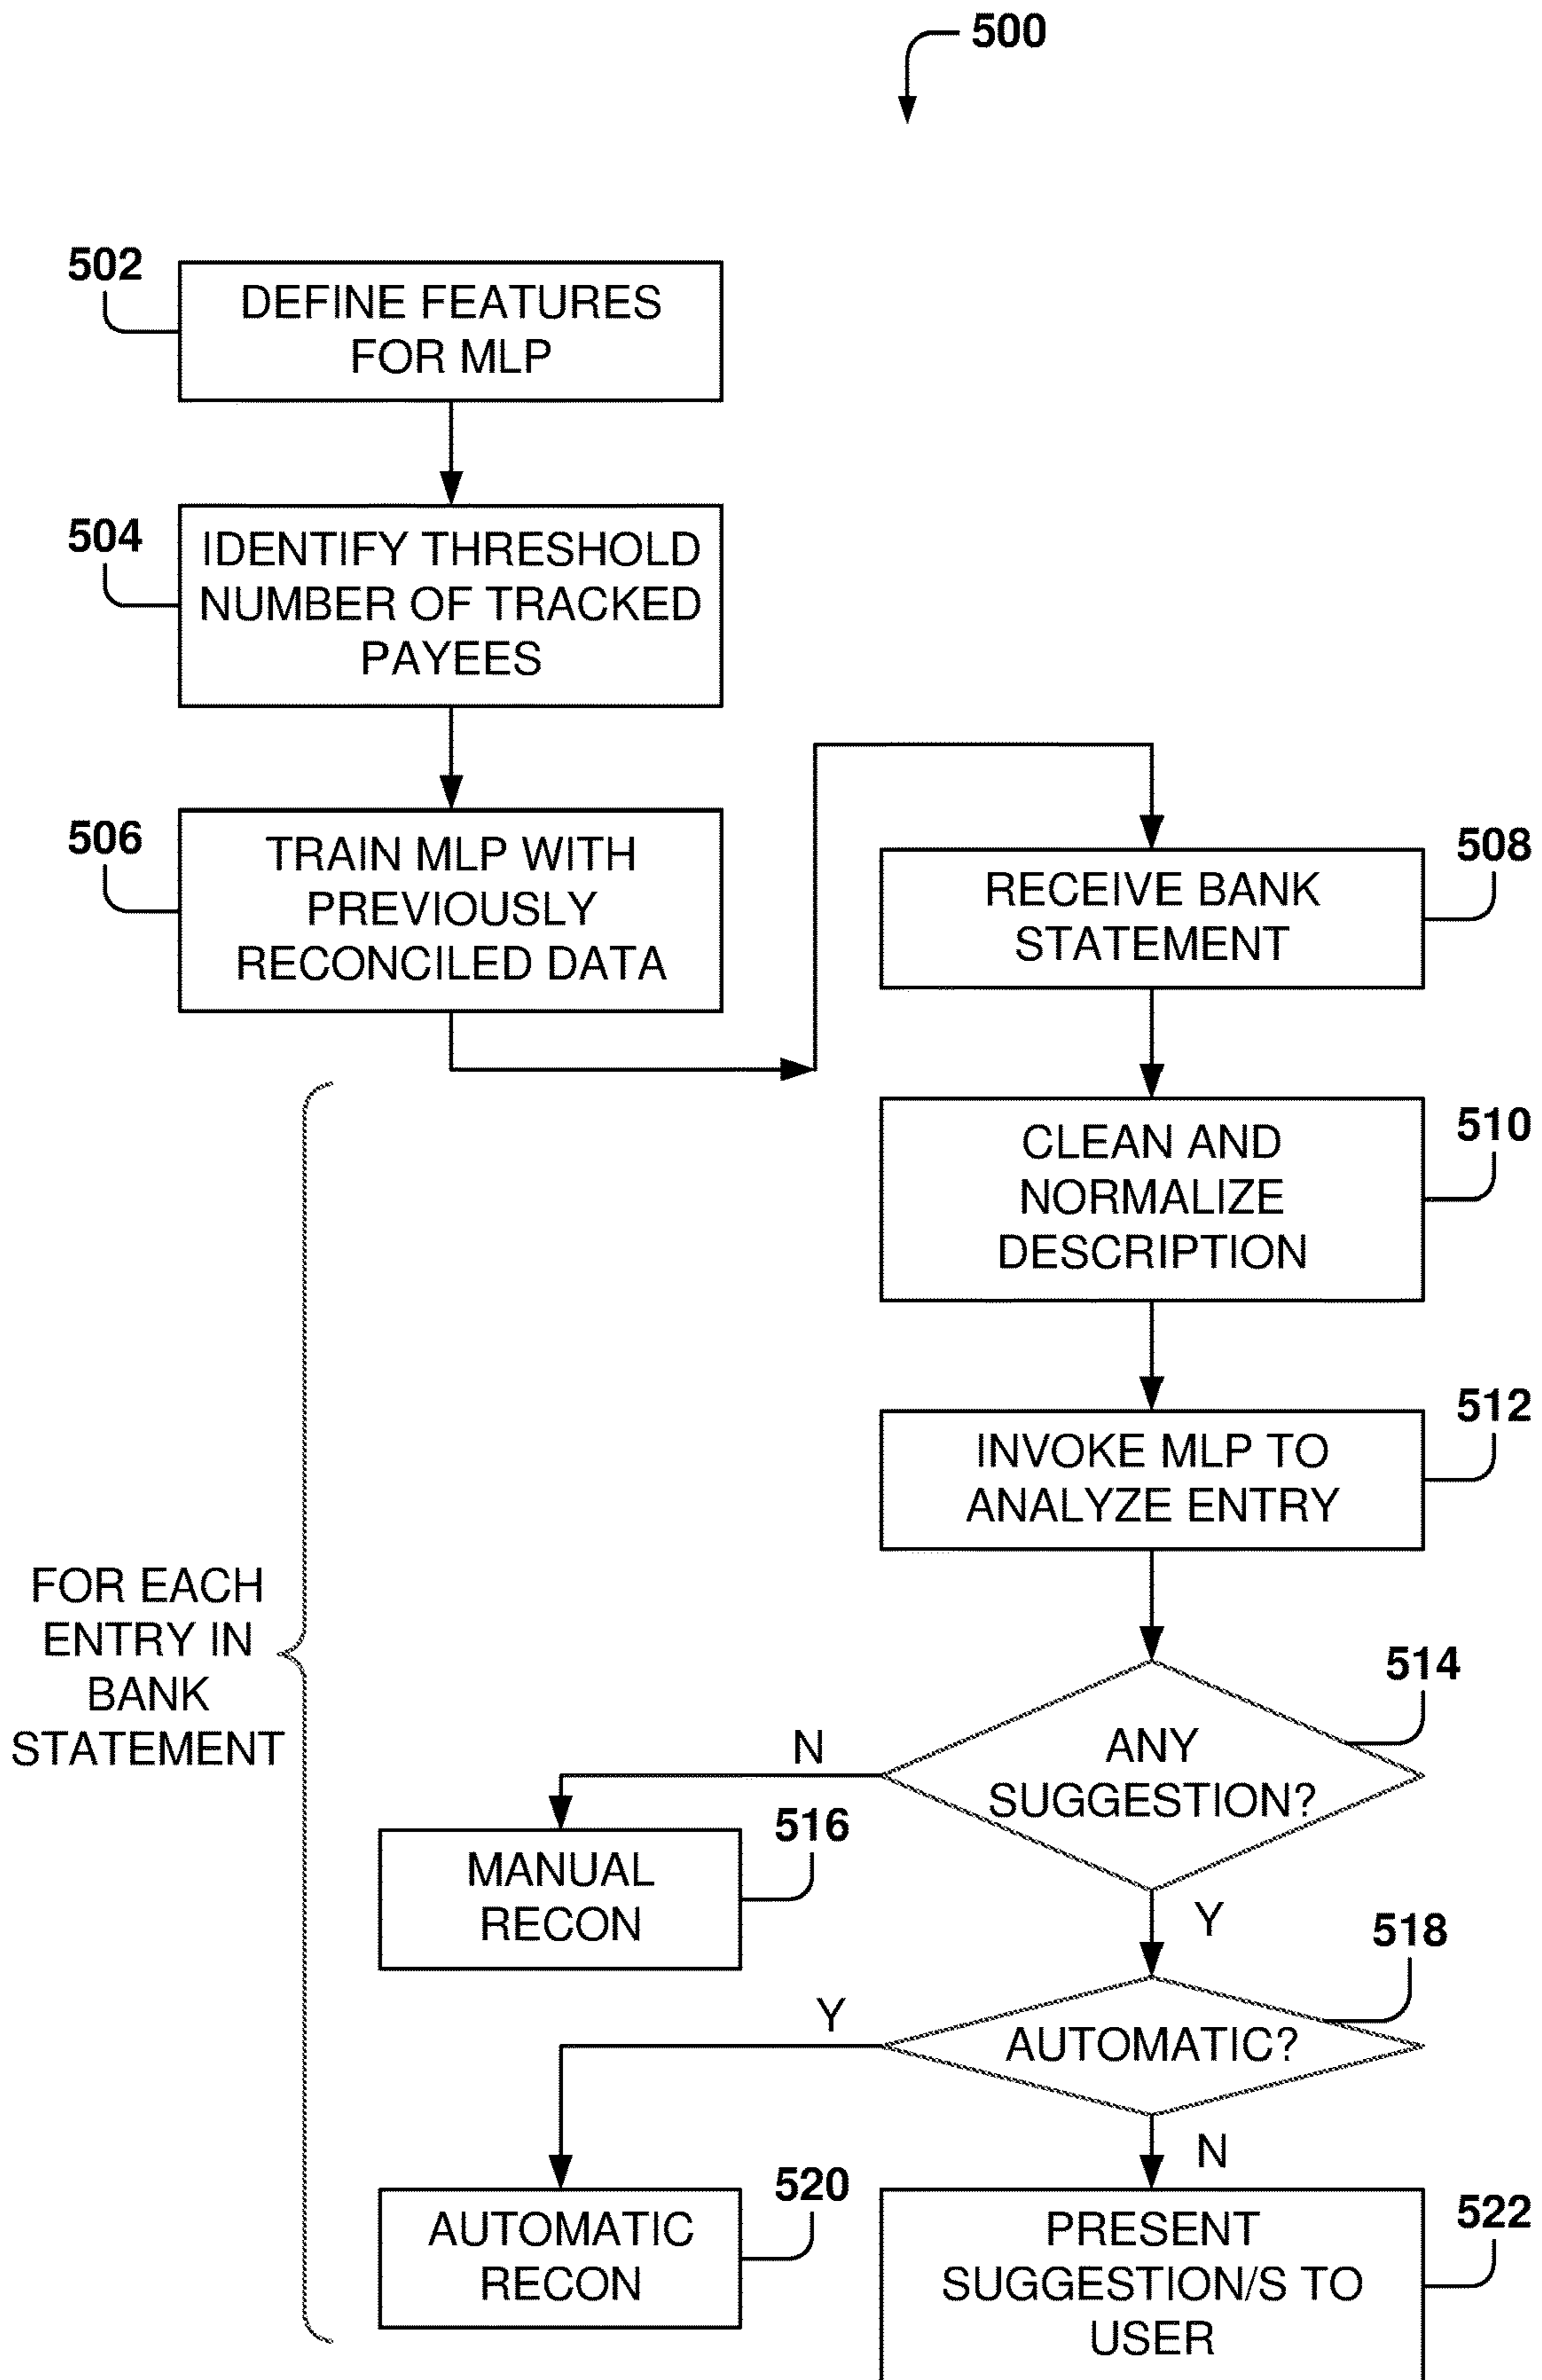 500
502
DEFINE FEATURES
FOR MLP
504
IDENTIFY THRESHOLD
NUMBER OF TRACKED
PAYEES
506
TRAIN MLP WITH
PREVIOUSLY
RECONCILED DATA
508
RECEIVE BANK
STATEMENT
510
CLEAN AND
NORMALIZE
DESCRIPTION
512
INVOKE MLP TO
ANALYZE ENTRY
FOR EACH
ENTRY IN
BANK
STATEMENT
514
ANY
SUGGESTION?
N
516
MANUAL
RECON
Y
518
AUTOMATIC?
Y
520
AUTOMATIC
RECON
N
522
PRESENT
SUGGESTION/S TO
USER